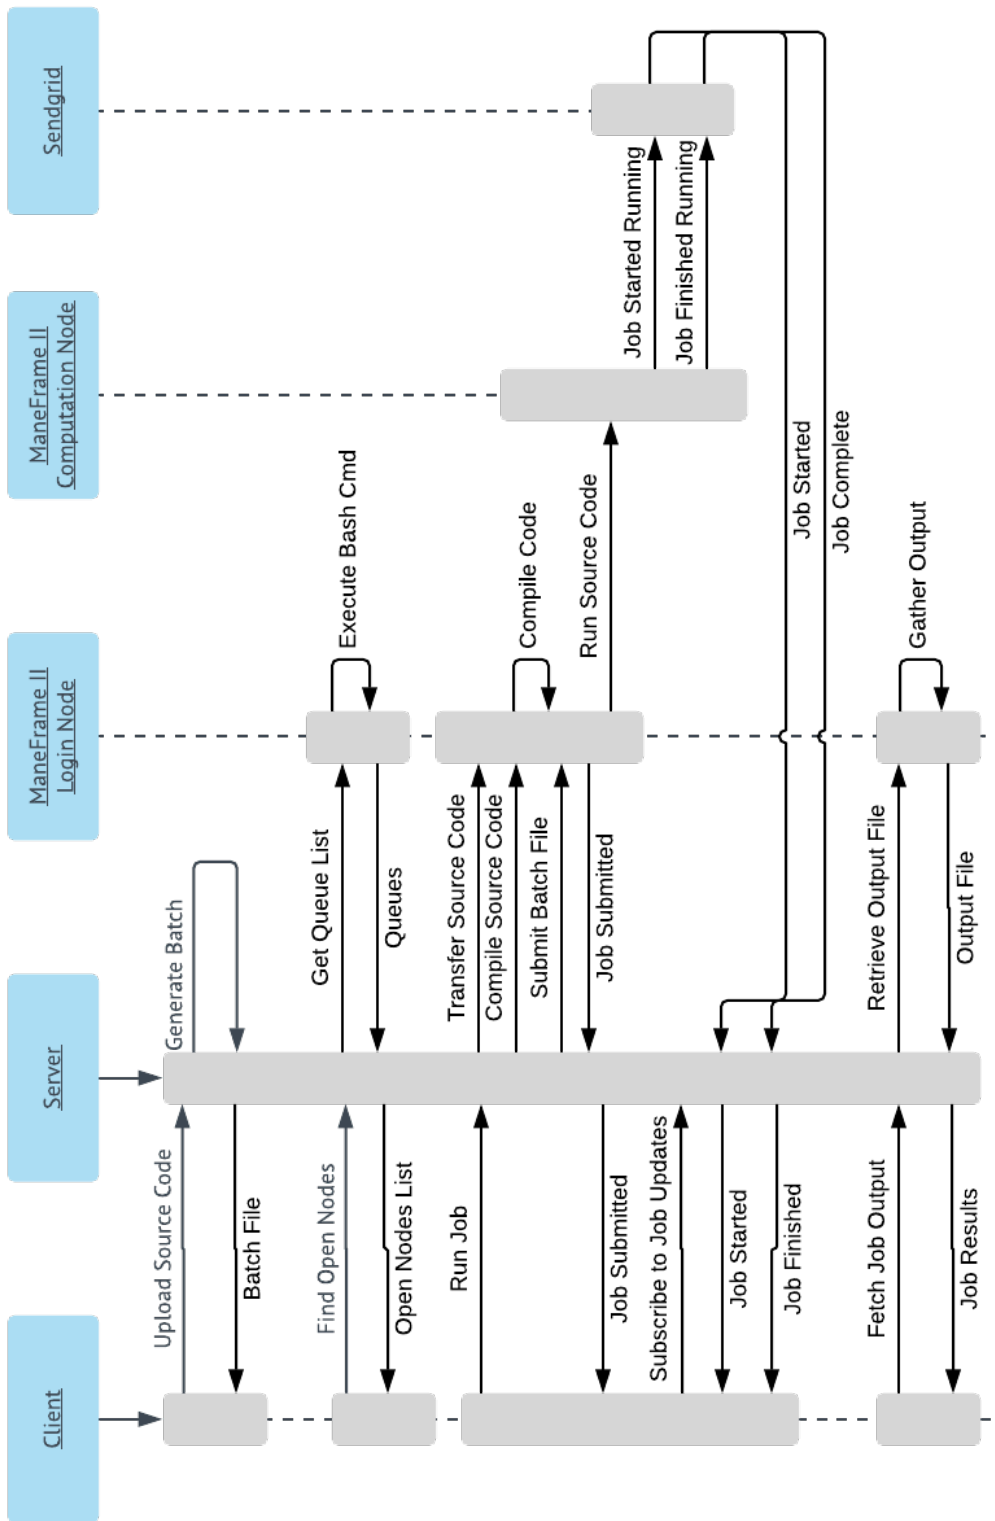 Client
Server
ManeFrame II
Login Node
ManeFrame II
Computation Node
Sendgrid
Upload Source Code
Generate Batch
Batch File
Find Open Nodes
Get Queue List
Execute Bash Cmd
Queues
Open Nodes List
Run Job
Transfer Source Code
Compile Source Code
Compile Code
Submit Batch File
Run Source Code
Job Submitted
Job Submitted
Job Started Running
Job Finished Running
Subscribe to Job Updates
Job Started
Job Started
Job Complete
Job Finished
Fetch Job Output
Retrieve Output File
Gather Output
Output File
Job Results